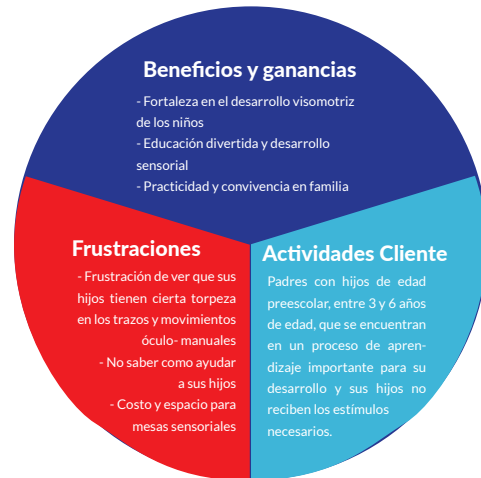 Beneficios y ganancias
- Fortaleza en el desarrollo visomotriz
de los niños
- Educación divertida y desarrollo
sensorial
- Practicidad y convivencia en familia
Frustraciones
- Frustración de ver que sus
hijos tienen cierta torpeza
en los trazos y movimientos
óculo- manuales
- No saber como ayudar
a sus hijos
- Costo y espacio para
mesas sensoriales
Actividades Cliente
Padres con hijos de edad
preescolar, entre 3 y 6 años
de edad, que se encuentran
en un proceso de apren-
dizaje importante para su
desarrollo y sus hijos no
reciben los estímulos
necesarios.